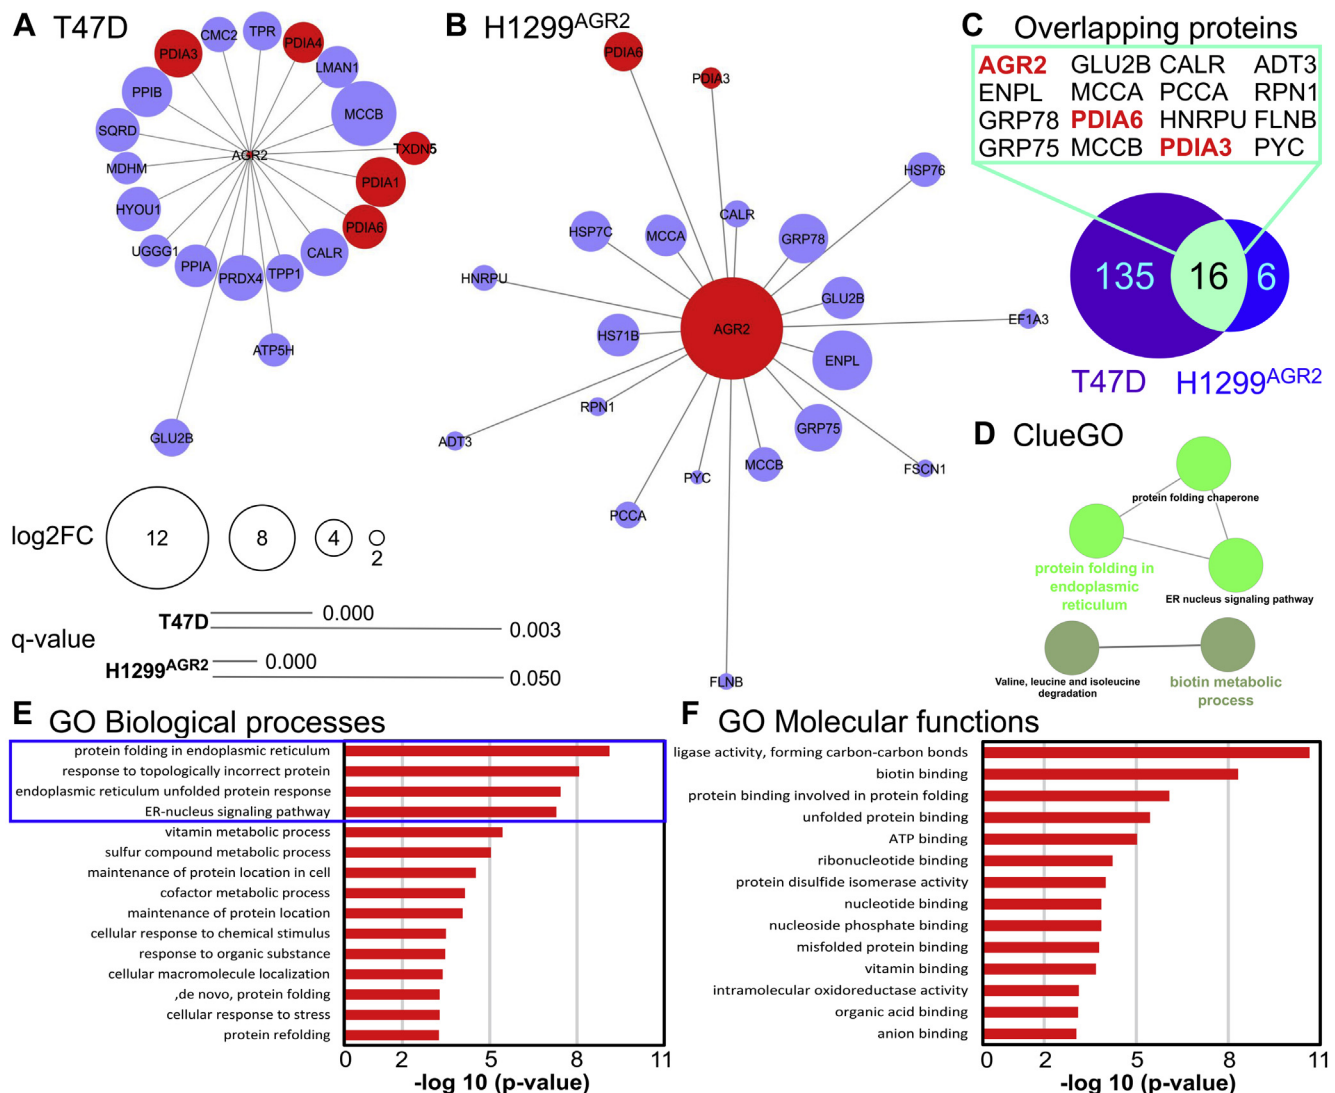 A T47D
CMC2
TPR
PDIA4
PDIA3
LMAN1
PPIB
MCCB
SQRD
TXDN5
AGR2
MDHM
PDIA1
HYOU1
PDIA6
UGGG1
CALR
PPIA
PRDX4
TPP1
ATP5H
GLU2B
log2FC
12
8
4
2
q-value
T47D
0.000
0.003
H1299AGR2
0.000
0.050
B H1299AGR2
PDIA6
PDIA3
HSP76
CALR
HSP7C
MCCA
GRP78
HNRPU
GLU2B
EF1A3
AGR2
HS71B
ENPL
RPN1
GRP75
ADT3
MCCB
FSCN1
PYC
PCCA
FLNB
C Overlapping proteins
AGR2 GLU2B CALR ADT3
ENPL MCCA PCCA RPN1
GRP78 PDIA6 HNRPU FLNB
GRP75 MCCB PDIA3 PYC
135 16 6
T47D H1299AGR2
D ClueGO
protein folding chaperone
protein folding in
endoplasmic
reticulum
ER nucleus signaling pathway
Valine, leucine and isoleucine
degradation
biotin metabolic
process
E GO Biological processes
protein folding in endoplasmic reticulum
response to topologically incorrect protein
endoplasmic reticulum unfolded protein response
ER-nucleus signaling pathway
vitamin metabolic process
sulfur compound metabolic process
maintenance of protein location in cell
cofactor metabolic process
maintenance of protein location
cellular response to chemical stimulus
response to organic substance
cellular macromolecule localization
,de novo, protein folding
cellular response to stress
protein refolding
0 2 5 8 11
-log 10 (p-value)
F GO Molecular functions
ligase activity, forming carbon-carbon bonds
biotin binding
protein binding involved in protein folding
unfolded protein binding
ATP binding
ribonucleotide binding
protein disulfide isomerase activity
nucleotide binding
nucleoside phosphate binding
misfolded protein binding
vitamin binding
intramolecular oxidoreductase activity
organic acid binding
anion binding
0 2 5 8 11
-log 10 (p-value)